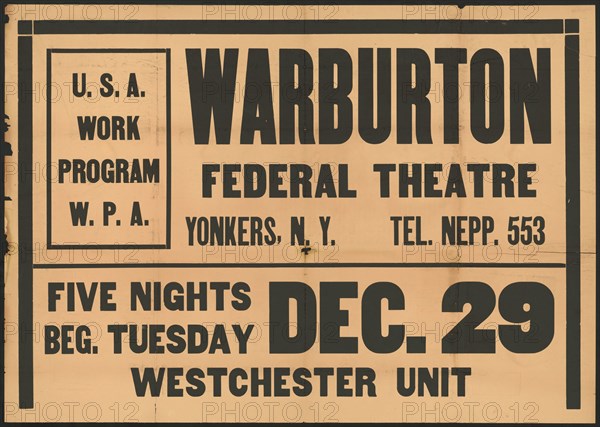 U. S. A.
WORK
PROGRAM
W. P. A.
WARBURTON
FEDERAL THEATRE
YONKERS, N. Y. TEL. NEPP. 553
FIVE NIGHTS
BEG. TUESDAY
DEC. 29
WESTCHESTER UNIT
PHOTO 12